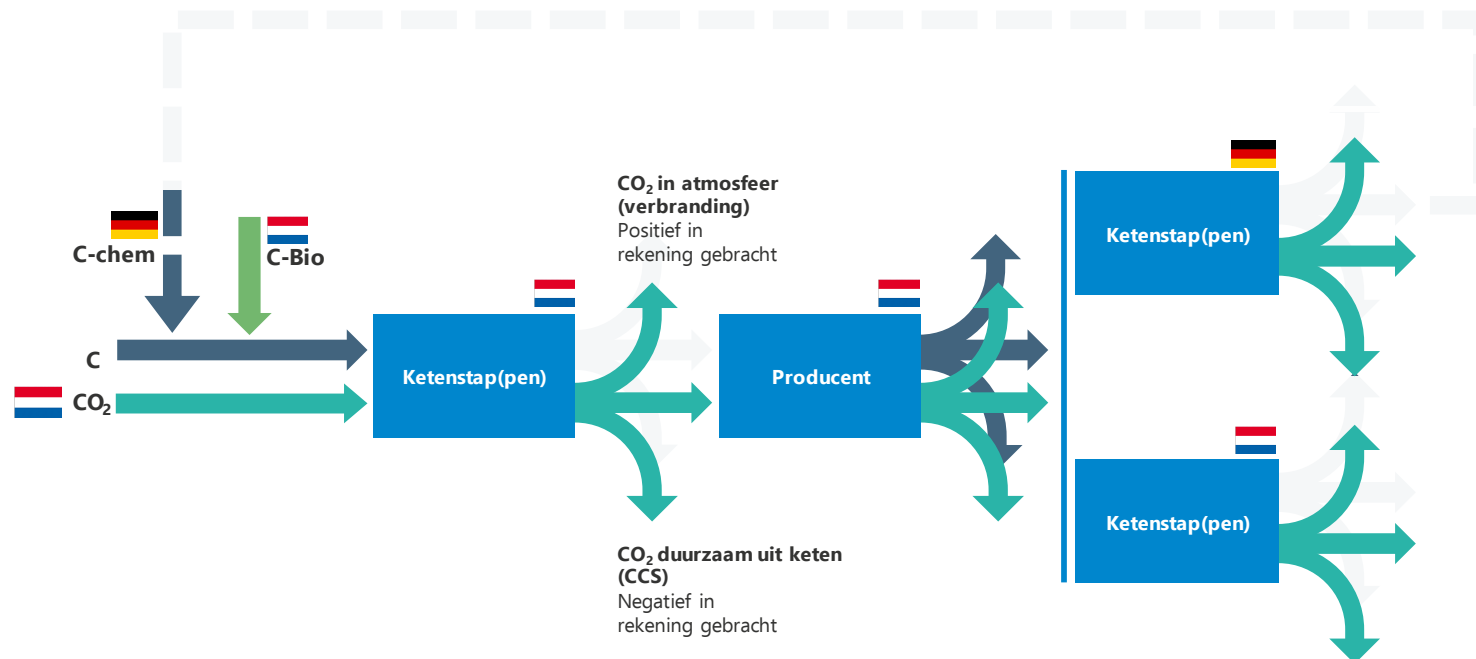 CO₂ in atmosfeer
(verbranding)
Positief in
rekening gebracht
C-chem
C-Bio
C
CO₂
Ketenstap(pen)
Producent
Ketenstap(pen)
Ketenstap(pen)
CO₂ duurzaam uit keten
(CCS)
Negatief in
rekening gebracht